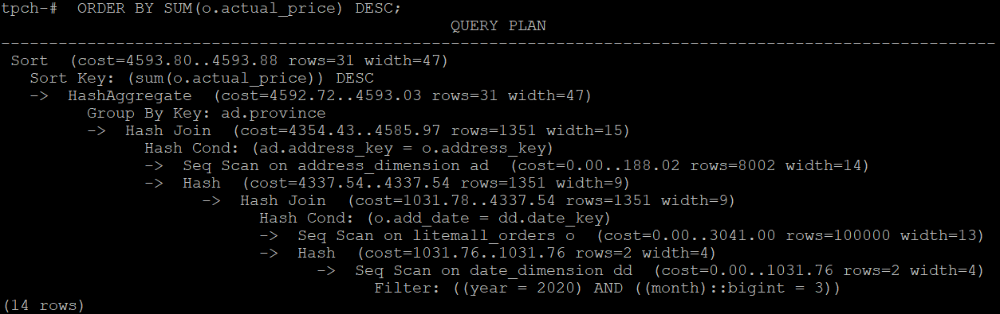 tpch-#  ORDER BY SUM(o.actual_price) DESC;
                                               QUERY PLAN
--------------------------------------------------------------------------------------------------------
 Sort  (cost=4593.80..4593.88 rows=31 width=47)
   Sort Key: (sum(o.actual_price)) DESC
   ->  HashAggregate  (cost=4592.72..4593.03 rows=31 width=47)
         Group By Key: ad.province
         ->  Hash Join  (cost=4354.43..4585.97 rows=1351 width=15)
               Hash Cond: (ad.address_key = o.address_key)
               ->  Seq Scan on address_dimension ad  (cost=0.00..188.02 rows=8002 width=14)
               ->  Hash  (cost=4337.54..4337.54 rows=1351 width=9)
                     ->  Hash Join  (cost=1031.78..4337.54 rows=1351 width=9)
                           Hash Cond: (o.add_date = dd.date_key)
                           ->  Seq Scan on litemall_orders o  (cost=0.00..3041.00 rows=100000 width=13)
                           ->  Hash  (cost=1031.76..1031.76 rows=2 width=4)
                                 ->  Seq Scan on date_dimension dd  (cost=0.00..1031.76 rows=2 width=4)
                                       Filter: ((year = 2020) AND ((month)::bigint = 3))
(14 rows)